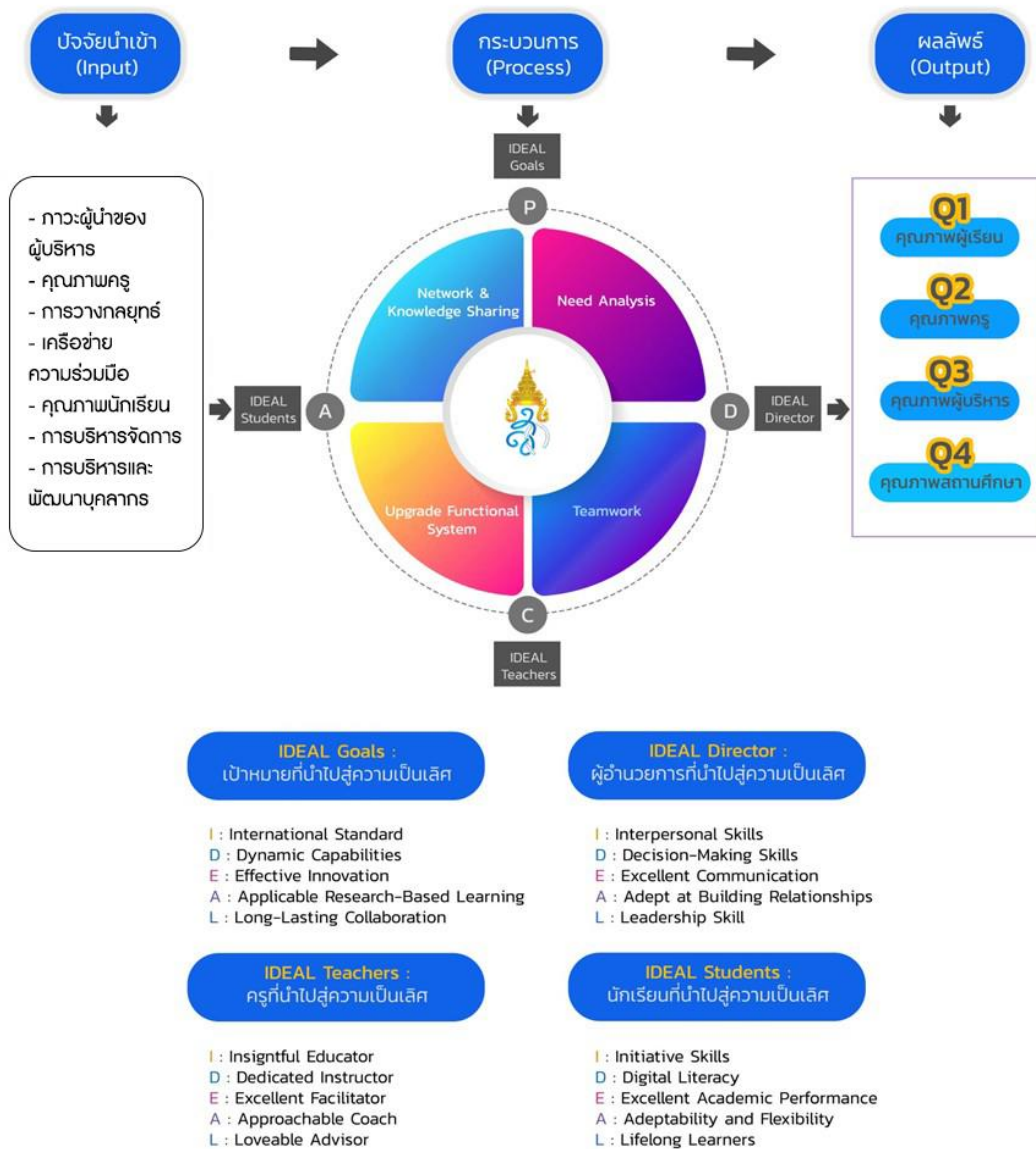 ปัจจัยนำเข้า
(Input)
กระบวนการ
(Process)
ผลลัพธ์
(Output)
- ภาวะผู้นำของ
ผู้บริหาร
- คุณภาพครู
- การวางกลยุทธ์
- เครือข่าย
ความร่วมมือ
- คุณภาพนักเรียน
- การบริหารจัดการ
- การบริหารและ
พัฒนาบุคลากร
IDEAL
Goals
P
Network &
Knowledge Sharing
Need Analysis
IDEAL
Students
A
D
IDEAL
Director
Upgrade Functional
System
Teamwork
C
IDEAL
Teachers
Q1
คุณภาพผู้เรียน
Q2
คุณภาพครู
Q3
คุณภาพผู้บริหาร
Q4
คุณภาพสถานศึกษา
IDEAL Goals :
เป้าหมายที่นำไปสู่ความเป็นเลิศ
I : International Standard
D : Dynamic Capabilities
E : Effective Innovation
A : Applicable Research-Based Learning
L : Long-Lasting Collaboration
IDEAL Director :
ผู้อำนวยการที่นำไปสู่ความเป็นเลิศ
I : Interpersonal Skills
D : Decision-Making Skills
E : Excellent Communication
A : Adept at Building Relationships
L : Leadership Skill
IDEAL Teachers :
ครูที่นำไปสู่ความเป็นเลิศ
I : Insigntful Educator
D : Dedicated Instructor
E : Excellent Facilitator
A : Approachable Coach
L : Loveable Advisor
IDEAL Students :
นักเรียนที่นำไปสู่ความเป็นเลิศ
I : Initiative Skills
D : Digital Literacy
E : Excellent Academic Performance
A : Adeptability and Flexibility
L : Lifelong Learners